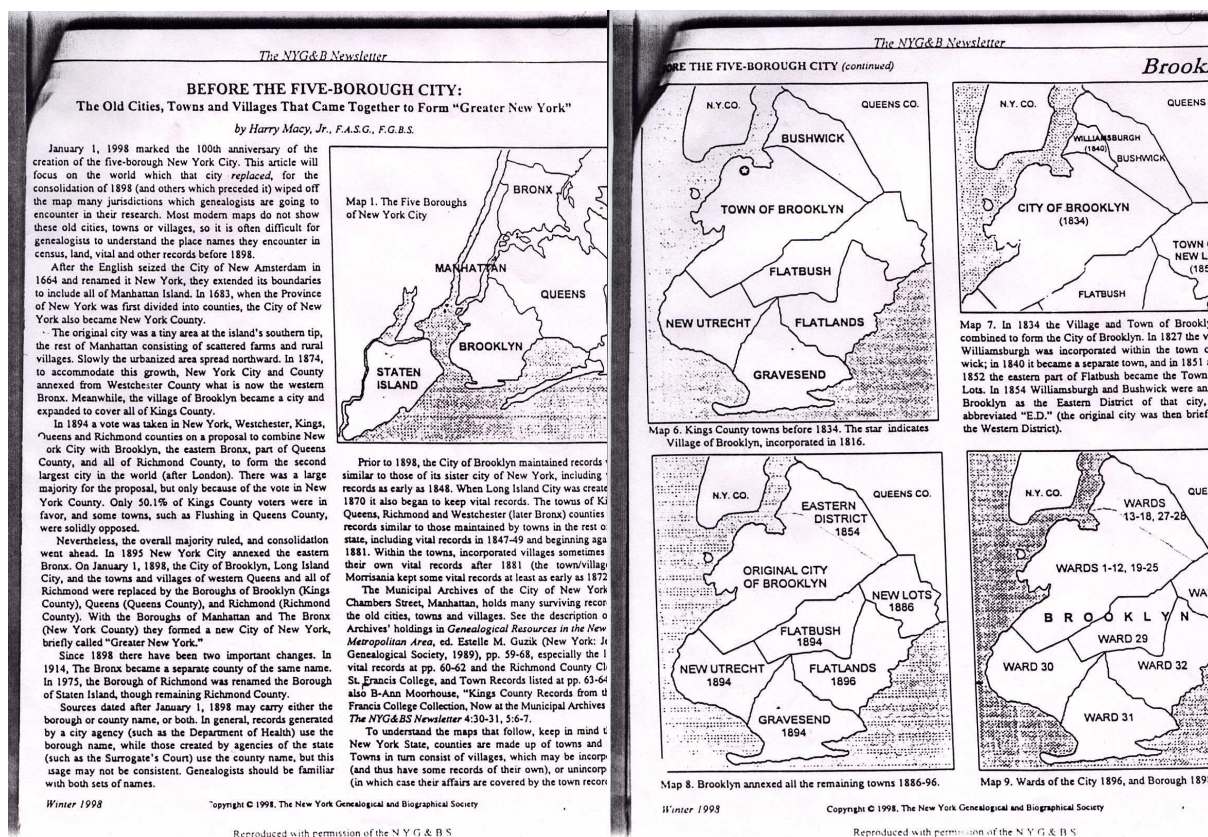 The NYG&B Newsletter
BEFORE THE FIVE-BOROUGH CITY:
The Old Cities, Towns and Villages That Came Together to Form "Greater New York"
by Harry Macy, Jr., F.A.S.G., F.G.B.S.
January 1, 1998 marked the 100th anniversary of the
creation of the five-borough New York City. This article will
focus on the world which that city replaced, for the
consolidation of 1898 (and others which preceded it) wiped off
the map many jurisdictions which genealogists are going to
encounter in their research. Most modern maps do not show
these old cities, towns or villages, so it is often difficult for
genealogists to understand the place names they encounter in
census, land, vital and other records before 1898.
After the English seized the City of New Amsterdam in
1664 and renamed it New York, they extended its boundaries
to include all of Manhattan Island. In 1683, when the Province
of New York was first divided into counties, the City of New
York also became New York County.
The original city was a tiny area at the island's southern tip,
the rest of Manhattan consisting of scattered farms and rural
villages. Slowly the urbanized area spread northward. In 1874,
to accommodate this growth, New York City and County
annexed from Westchester County what is now the western
Bronx. Meanwhile, the village of Brooklyn became a city and
expanded to cover all of Kings County.
In 1894 a vote was taken in New York, Westchester, Kings,
Queens and Richmond counties on a proposal to combine New
ork City with Brooklyn, the eastern Bronx, part of Queens
County, and all of Richmond County, to form the second
largest city in the world (after London). There was a large
majority for the proposal, but only because of the vote in New
York County. Only 50.1% of Kings County voters were in
favor, and some towns, such as Flushing in Queens County,
were solidly opposed.
Nevertheless, the overall majority ruled, and consolidation
went ahead. In 1895 New York City annexed the eastern
Bronx. On January 1, 1898, the City of Brooklyn, Long Island
City, and the towns and villages of western Queens and all of
Richmond were replaced by the Boroughs of Brooklyn (Kings
County), Queens (Queens County), and Richmond (Richmond
County). With the Boroughs of Manhattan and The Bronx
(New York County) they formed a new City of New York,
briefly called "Greater New York."
Since 1898 there have been two important changes. In
1914, The Bronx became a separate county of the same name.
In 1975, the Borough of Richmond was renamed the Borough
of Staten Island, though remaining Richmond County.
Sources dated after January 1, 1898 may carry either the
borough or county name, or both. In general, records generated
by a city agency (such as the Department of Health) use the
borough name, while those created by agencies of the state
(such as the Surrogate's Court) use the county name, but this
usage may not be consistent. Genealogists should be familiar
with both sets of names.
Map 1. The Five Boroughs
of New York City
BRONX
MANHATTAN
QUEENS
BROOKLYN
STATEN
ISLAND
Prior to 1898, the City of Brooklyn maintained records
similar to those of its sister city of New York, including
records as early as 1848. When Long Island City was create
1870 it also began to keep vital records. The towns of Ki
Queens, Richmond and Westchester (later Bronx) counties
records similar to those maintained by towns in the rest o
state, including vital records in 1847-49 and beginning aga
1881. Within the towns, incorporated villages sometimes
their own vital records after 1881 (the town/village
Morrisania kept some vital records at least as early as 1872
The Municipal Archives of the City of New York
Chambers Street, Manhattan, holds many surviving recor
the old cities, towns and villages. See the description o
Archives' holdings in Genealogical Resources in the New
Metropolitan Area, ed. Estelle M. Guzik (New York: Je
Genealogical Society, 1989), pp. 59-68, especially the l
vital records at pp. 60-62 and the Richmond County Cl
St. Francis College, and Town Records listed at pp. 63-64
also B-Ann Moorhouse, "Kings County Records from th
Francis College Collection, Now at the Municipal Archives
The NYG&BS Newsletter 4:30-31, 5:6-7.
To understand the maps that follow, keep in mind t
New York State, counties are made up of towns and
Towns in turn consist of villages, which may be incorp
(and thus have some records of their own), or unincorp
(in which case their affairs are covered by the town record
Winter 1998
opyright © 1998, The New York Genealogical and Biographical Society
Reproduced with permission of the N Y G & B S
The NYG&B Newsletter
ORE THE FIVE-BOROUGH CITY (continued)
Brook
N.Y.CO.
QUEENS CO.
BUSHWICK
TOWN OF BROOKLYN
FLATBUSH
NEW UTRECHT
FLATLANDS
GRAVESEND
Map 6. Kings County towns before 1834. The star indicates
Village of Brooklyn, incorporated in 1816.
N.Y. CO.
QUEENS
WILLIAMSBURGH
(1840)
BUSHWICK
CITY OF BROOKLYN
(1834)
TOWN
NEW L
(185
FLATBUSH
Map 7. In 1834 the Village and Town of Brookly
combined to form the City of Brooklyn. In 1827 the v
Williamsburgh was incorporated within the town o
wick; in 1840 it became a separate town, and in 1851
1852 the eastern part of Flatbush became the Town
Lots. In 1854 Williamsburgh and Bushwick were an
Brooklyn as the Eastern District of that city,
abbreviated "E.D." (the original city was then brief
the Western District).
N.Y. CO.
QUEENS CO.
EASTERN
DISTRICT
1854
ORIGINAL CITY
OF BROOKLYN
NEW LOTS
1886
FLATBUSH
1894
NEW UTRECHT
1894
FLATLANDS
1896
GRAVESEND
1894
Map 8. Brooklyn annexed all the remaining towns 1886-96.
N.Y. CO.
QUE
WARDS
13-18, 27-28
WARDS 1-12, 19-25
WA
BROOKLYN
WARD 29
WARD 30
WARD 32
WARD 31
Map 9. Wards of the City 1896, and Borough 189
Winter 1998
Copyright © 1998, The New York Genealogical and Biographical Society
Reproduced with permission of the N Y G & B S